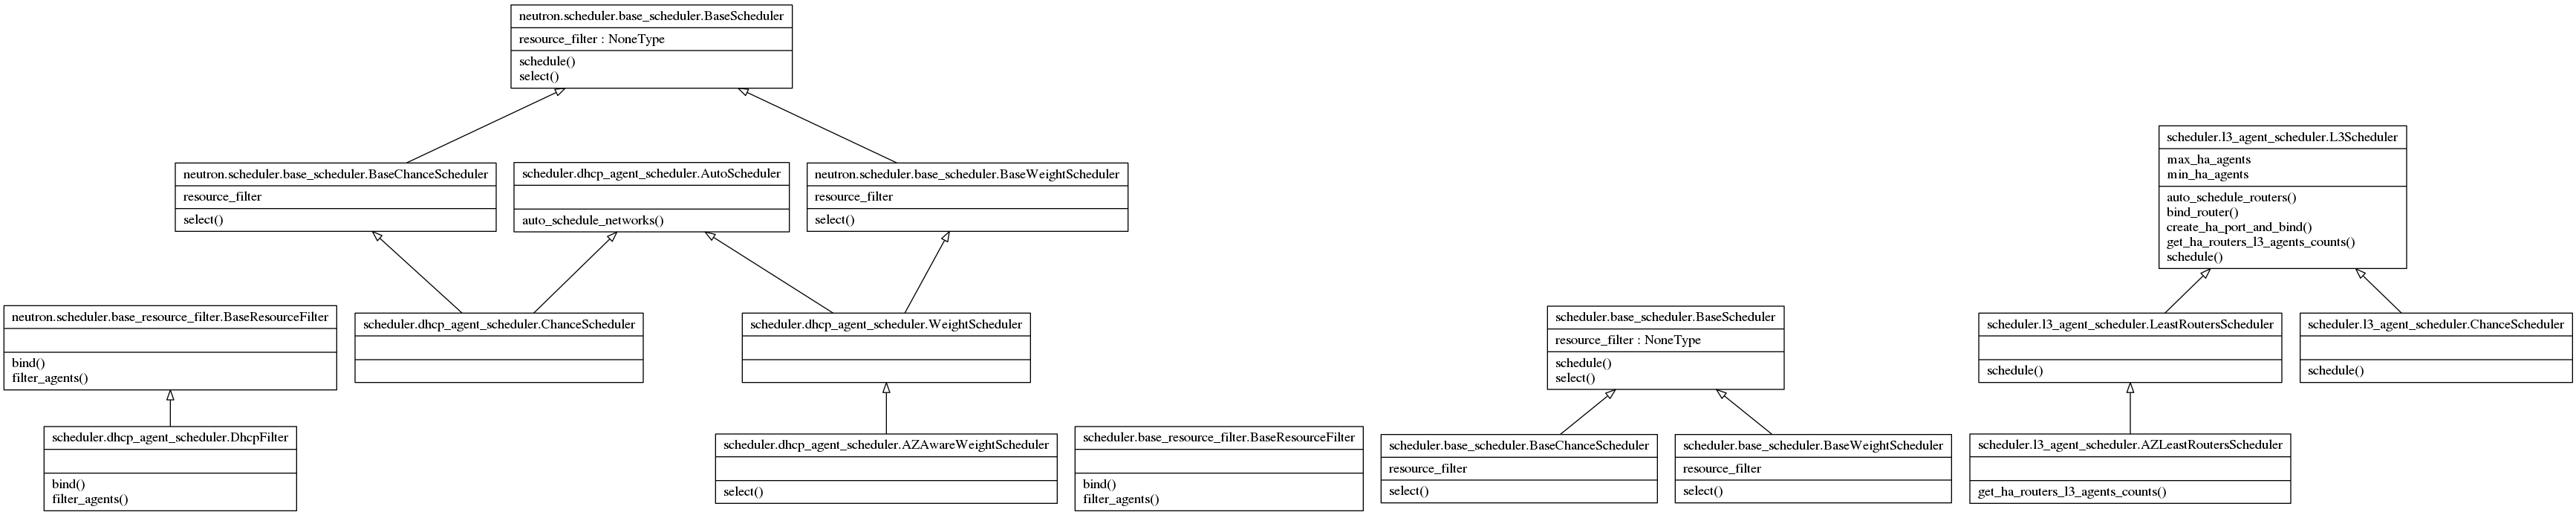 neutron.scheduler.base_scheduler.BaseScheduler
resource_filter : NoneType
schedule()
select()
neutron.scheduler.base_scheduler.BaseChanceScheduler
resource_filter
select()
scheduler.dhcp_agent_scheduler.AutoScheduler
auto_schedule_networks()
neutron.scheduler.base_scheduler.BaseWeightScheduler
resource_filter
select()
scheduler.l3_agent_scheduler.L3Scheduler
max_ha_agents
min_ha_agents
auto_schedule_routers()
bind_router()
create_ha_port_and_bind()
get_ha_routers_l3_agents_counts()
schedule()
neutron.scheduler.base_resource_filter.BaseResourceFilter
bind()
filter_agents()
scheduler.dhcp_agent_scheduler.ChanceScheduler
scheduler.dhcp_agent_scheduler.WeightScheduler
scheduler.base_scheduler.BaseScheduler
resource_filter : NoneType
schedule()
select()
scheduler.l3_agent_scheduler.LeastRoutersScheduler
schedule()
scheduler.l3_agent_scheduler.ChanceScheduler
schedule()
scheduler.dhcp_agent_scheduler.DhcpFilter
bind()
filter_agents()
scheduler.dhcp_agent_scheduler.AZAwareWeightScheduler
select()
scheduler.base_resource_filter.BaseResourceFilter
bind()
filter_agents()
scheduler.base_scheduler.BaseChanceScheduler
resource_filter
select()
scheduler.base_scheduler.BaseWeightScheduler
resource_filter
select()
scheduler.l3_agent_scheduler.AZLeastRoutersScheduler
get_ha_routers_l3_agents_counts()